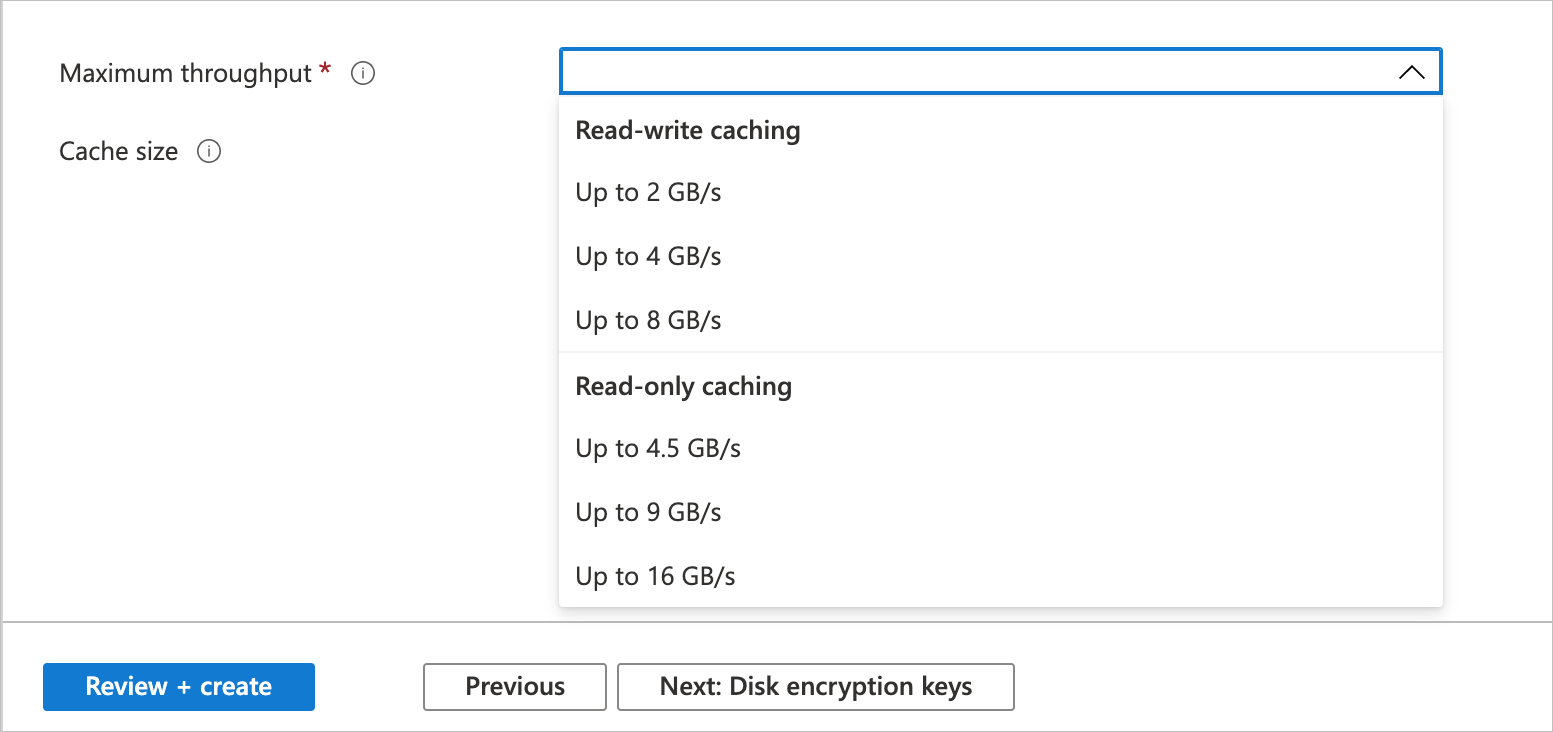 Maximum throughput *
Cache size
Read-write caching
Up to 2 GB/s
Up to 4 GB/s
Up to 8 GB/s
Read-only caching
Up to 4.5 GB/s
Up to 9 GB/s
Up to 16 GB/s
Review + create
Previous
Next: Disk encryption keys